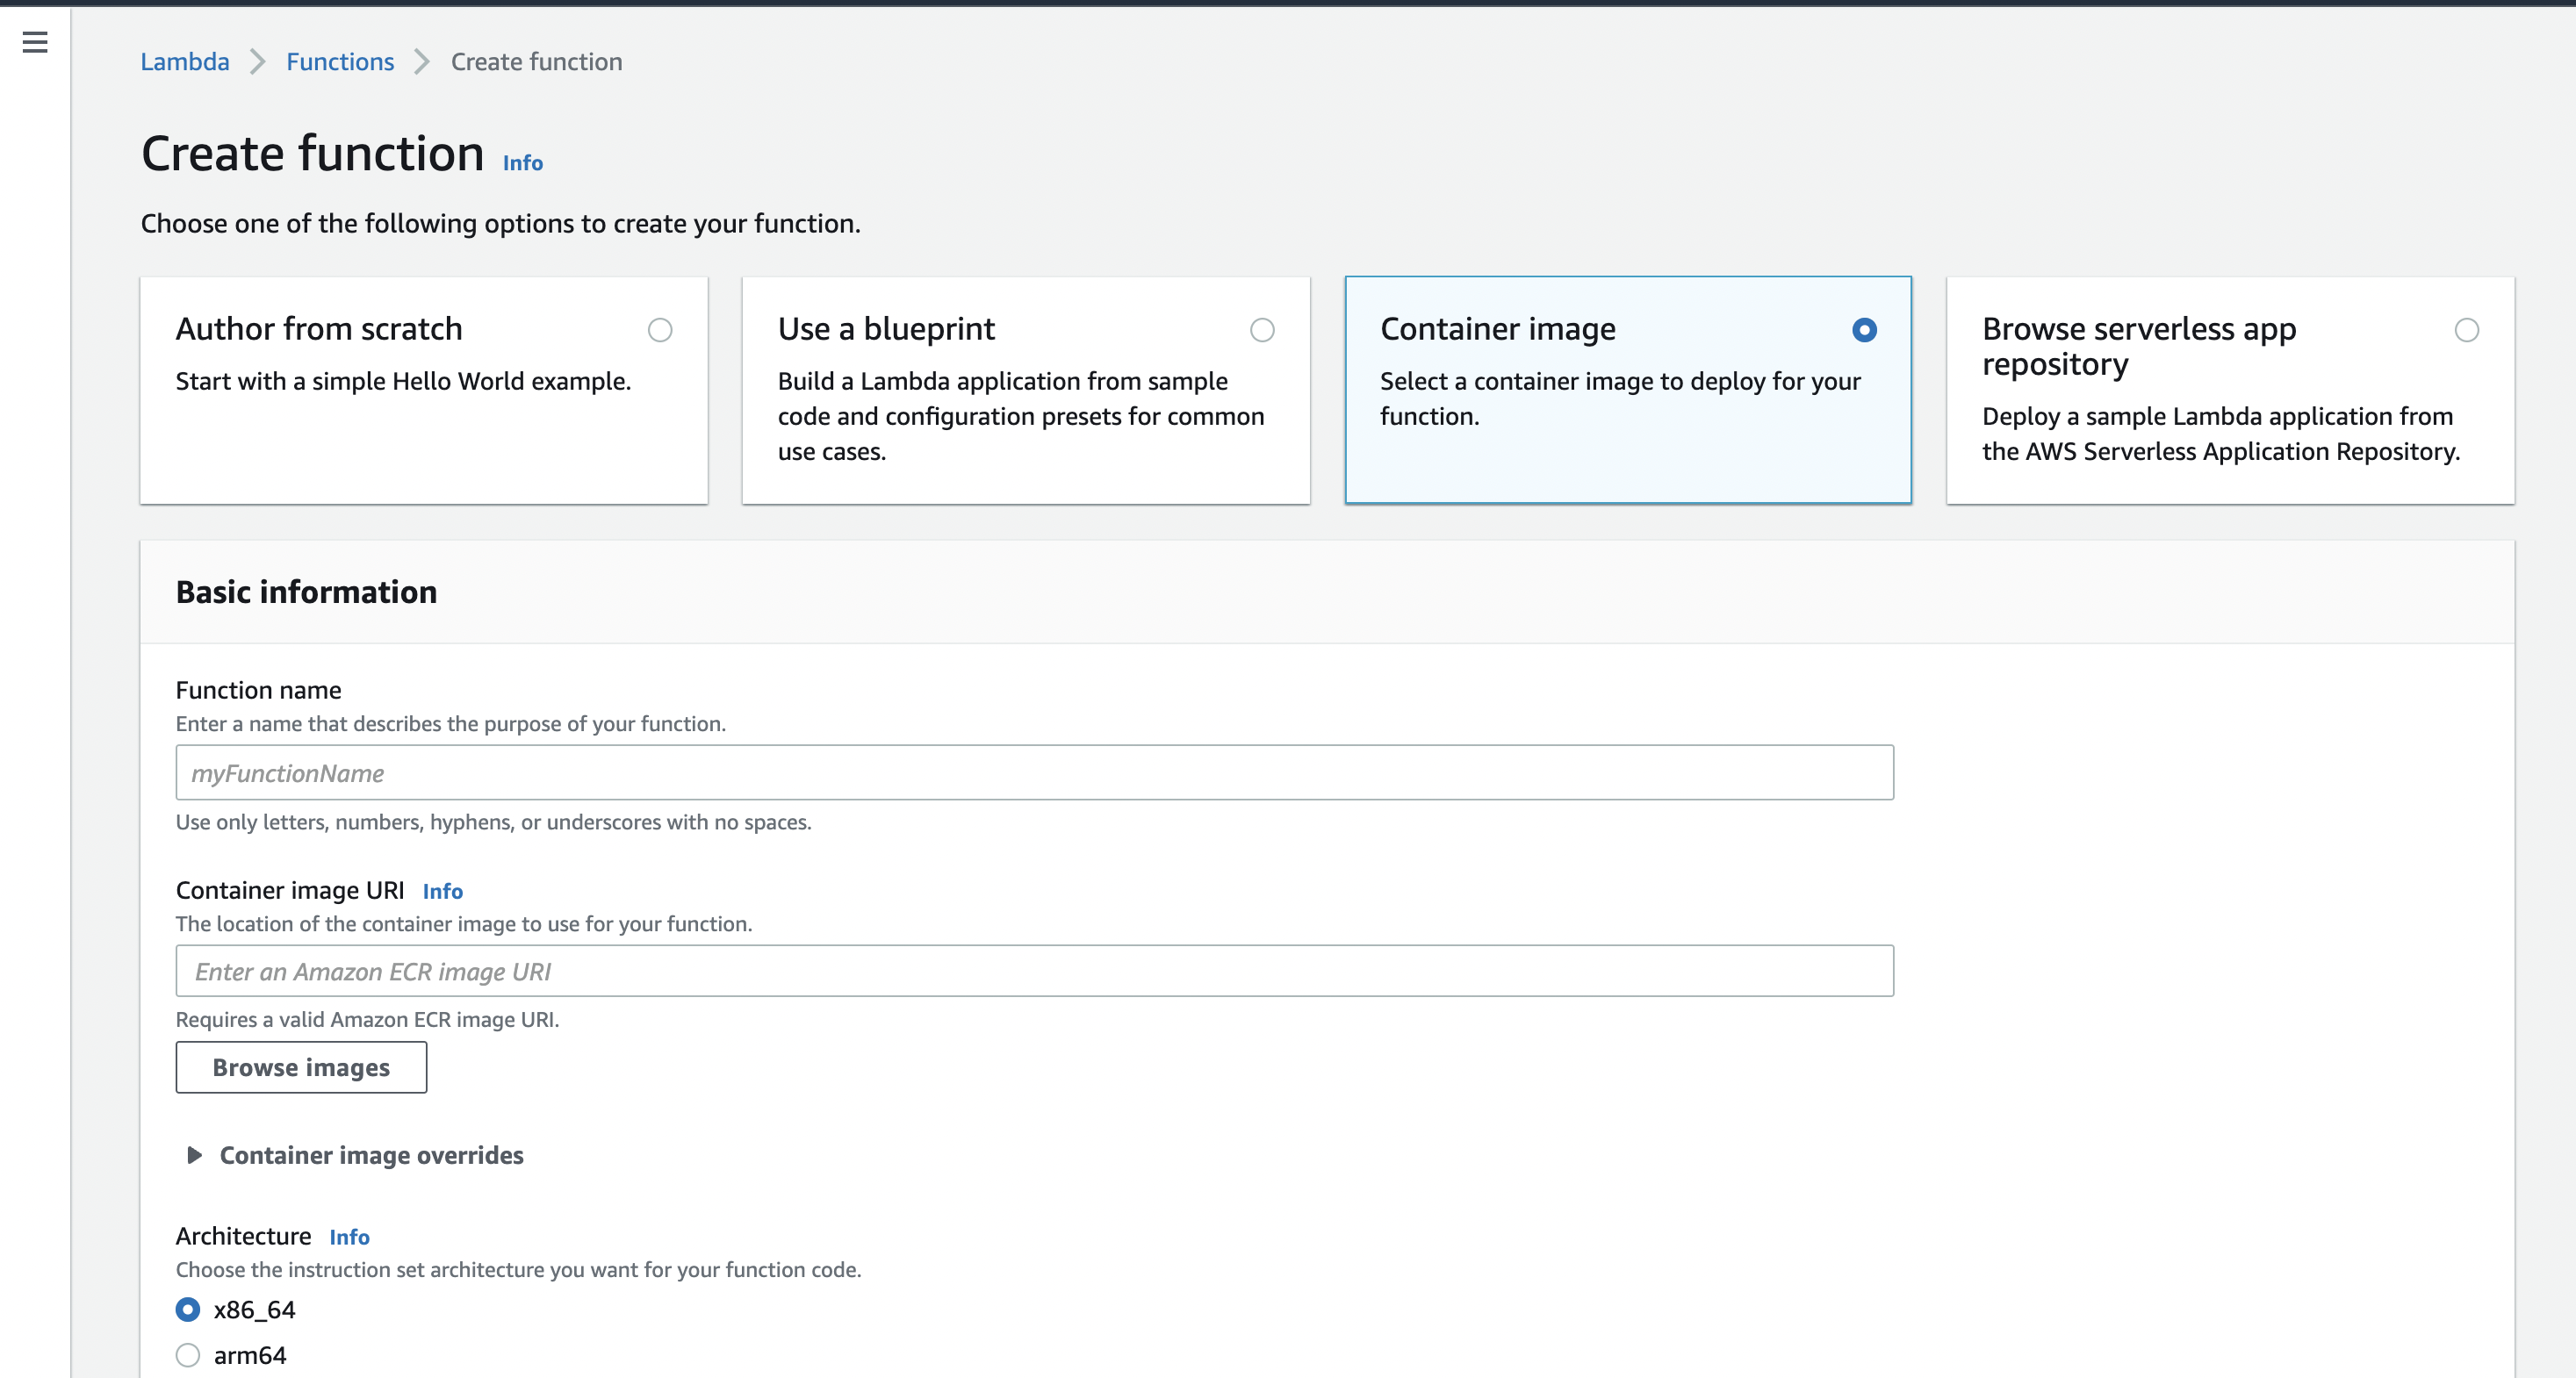 Lambda > Functions > Create function
Create function Info
Choose one of the following options to create your function.
Author from scratch
Start with a simple Hello World example.
Use a blueprint
Build a Lambda application from sample
code and configuration presets for common
use cases.
Container image
Select a container image to deploy for your
function.
Browse serverless app
repository
Deploy a sample Lambda application from
the AWS Serverless Application Repository.
Basic information
Function name
Enter a name that describes the purpose of your function.
myFunctionName
Use only letters, numbers, hyphens, or underscores with no spaces.
Container image URI Info
The location of the container image to use for your function.
Enter an Amazon ECR image URI
Requires a valid Amazon ECR image URI.
Browse images
Container image overrides
Architecture Info
Choose the instruction set architecture you want for your function code.
x86_64
arm64